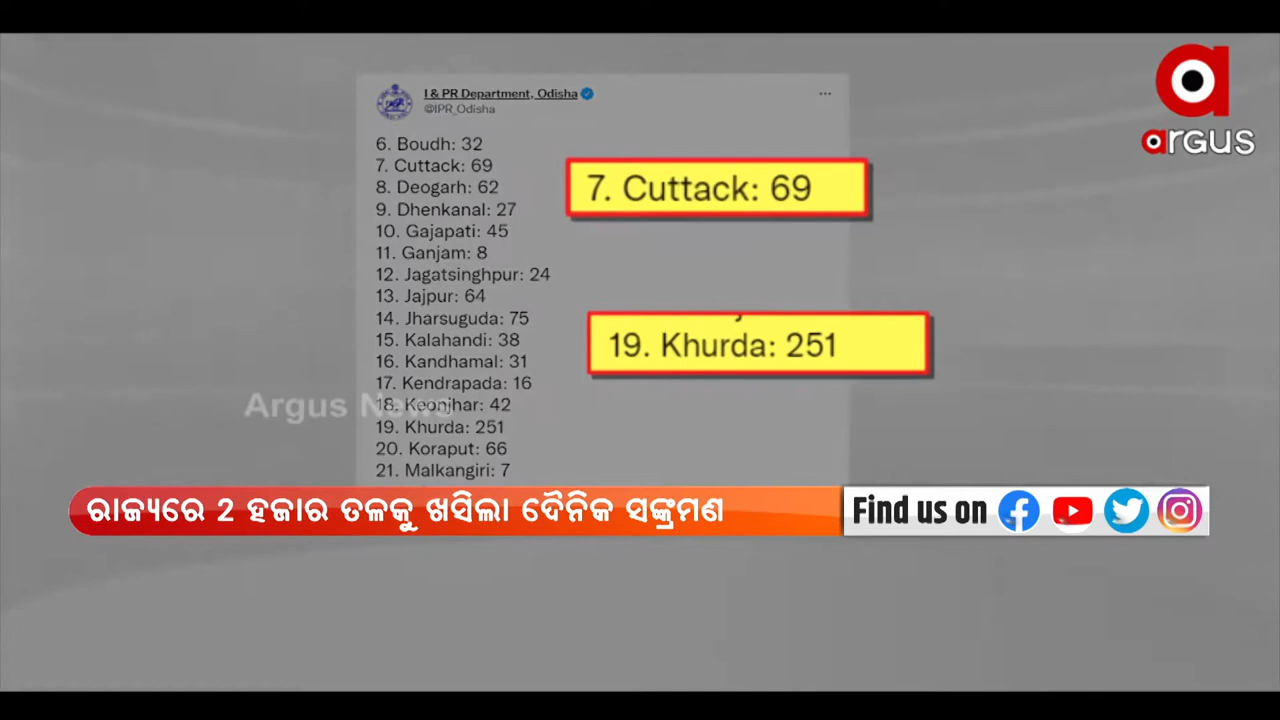 I & PR Department, Odisha
@IPR_Odisha
6. Boudh: 32
7. Cuttack: 69
8. Deogarh: 62
9. Dhenkanal: 27
10. Gajapati: 45
11. Ganjam: 8
12. Jagatsinghpur: 24
13. Jajpur: 64
14. Jharsuguda: 75
15. Kalahandi: 38
16. Kandhamal: 31
17. Kendrapada: 16
18. Keonjhar: 42
19. Khurda: 251
20. Koraput: 66
21. Malkangiri: 7
7. Cuttack: 69
19. Khurda: 251
argus
Argus News
ରାଜ୍ୟରେ 2 ହଜାର ତଳକୁ ଖସିଲା ଦୈନିକ ସଙ୍କ୍ରମଣ
Find us on